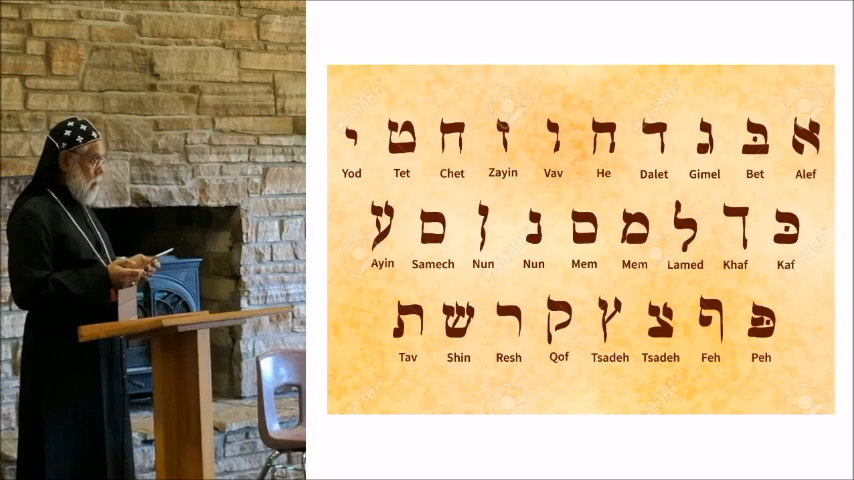 א בּ ג ד ה ו ז ח ט י
Yod Tet Chet Zayin Vav He Dalet Gimel Bet Alef
כּ ך ל מ ם נ ן ס ע
Ayin Samech Nun Nun Mem Mem Lamed Khaf Kaf
פּ ף צ ץ ק ר ש ת
Tav Shin Resh Qof Tsadeh Tsadeh Feh Peh